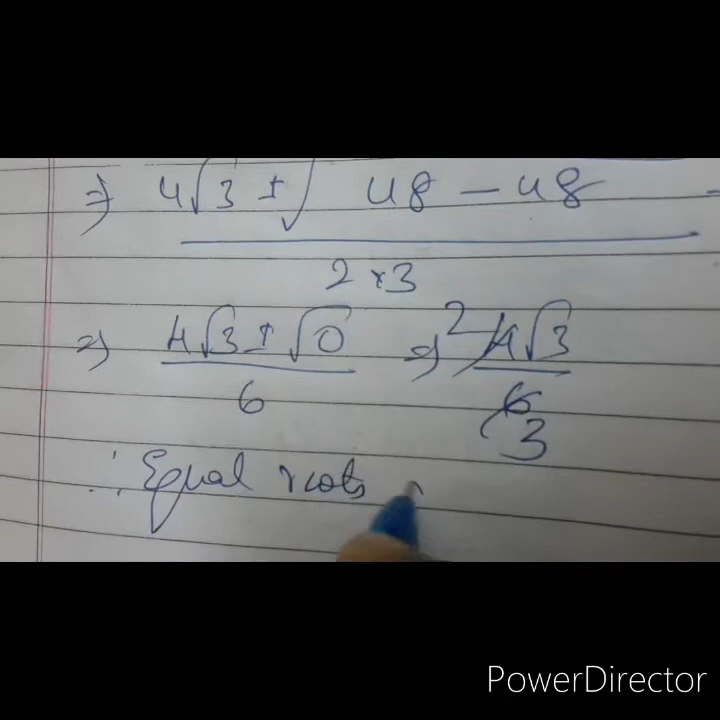 ⇒ 4√3 ± √ 48 – 48
2 × 3
⇒ 4√3 ± √0 ⇒ 2 4√3
6 6 3
∴ Equal roots
PowerDirector